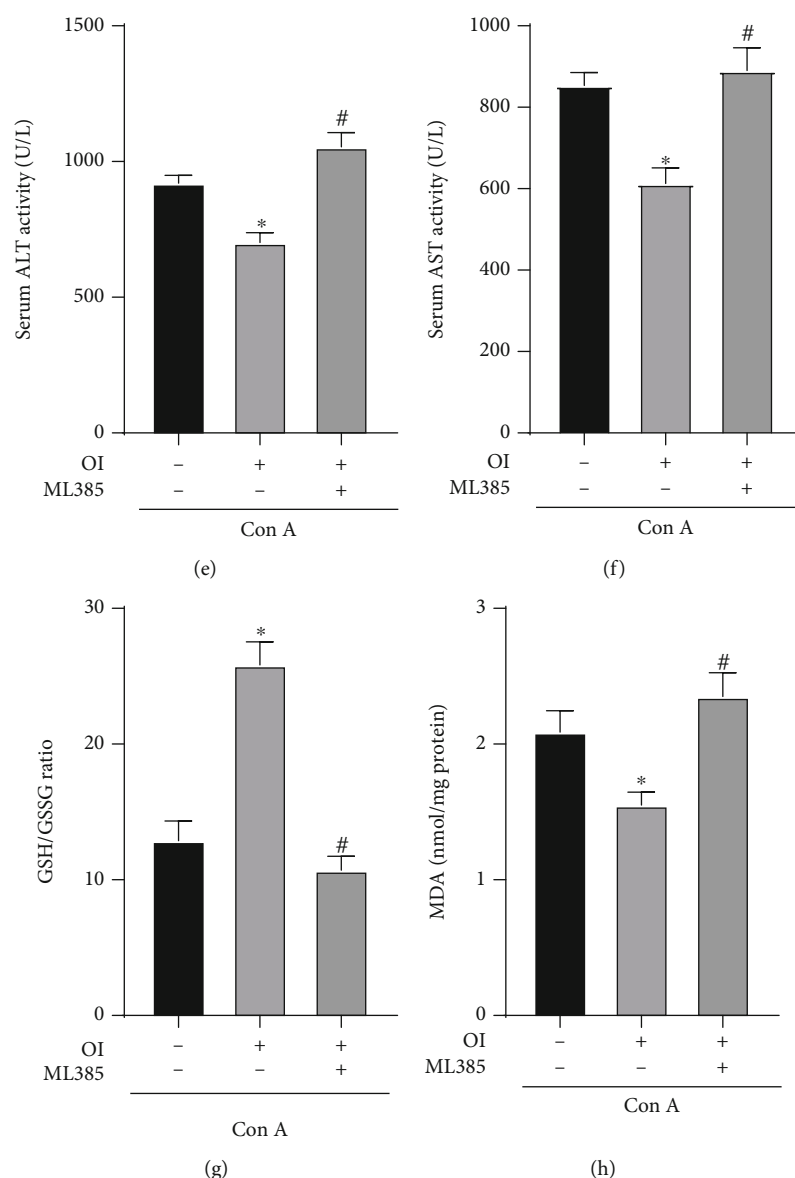 Serum ALT activity (U/L)
1500
1000
500
0
*
#
OI – + +
ML385 – – +
Con A
(e)
Serum AST activity (U/L)
1000
800
600
400
200
0
*
#
OI – + +
ML385 – – +
Con A
(f)
GSH/GSSG ratio
30
20
10
0
*
#
OI – + +
ML385 – – +
Con A
(g)
MDA (nmol/mg protein)
3
2
1
0
*
#
OI – + +
ML385 – – +
Con A
(h)